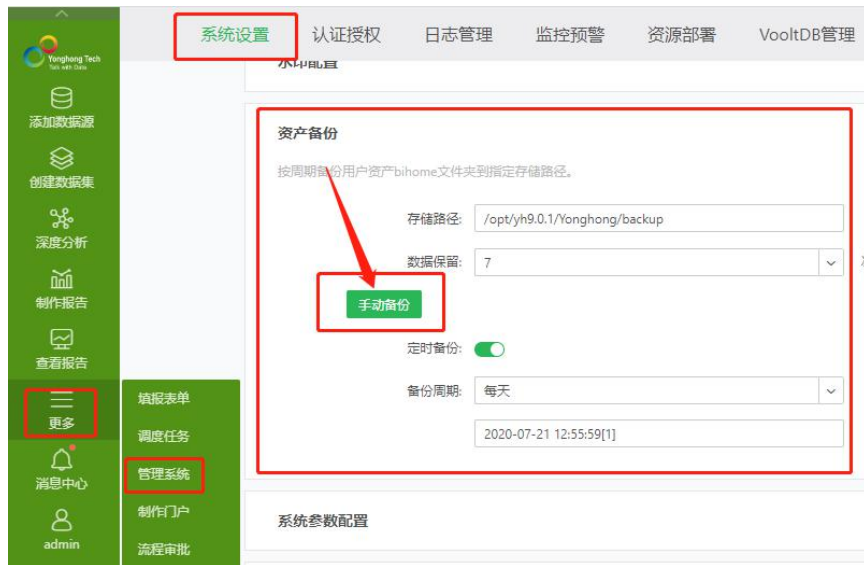 系统设置 认证授权 日志管理 监控预警 资源部署 VooltDB管理
Yonghong Tech
Talk with Data
添加数据源
创建数据集
深度分析
制作报告
查看报告
更多
消息中心
admin
填报表单
调度任务
管理系统
制作门户
流程审批
水印配置
资产备份
按周期备份用户资产bihome文件夹到指定存储路径。
存储路径: /opt/yh9.0.1/Yonghong/backup
数据保留: 7
手动备份
定时备份:
备份周期: 每天
2020-07-21 12:55:59[1]
系统参数配置